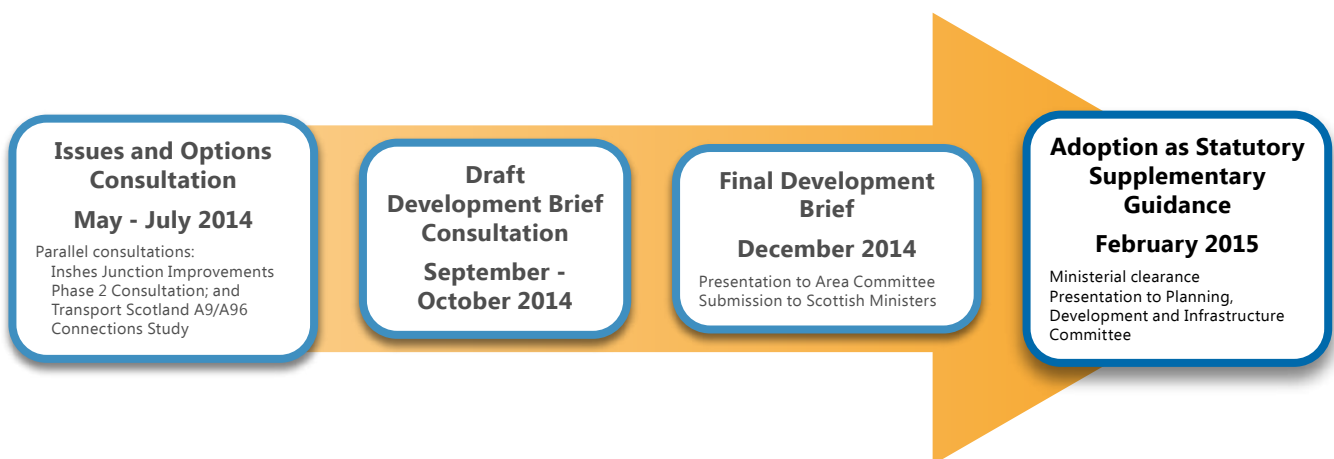 Issues and Options
Consultation
May - July 2014
Parallel consultations:
Inshes Junction Improvements
Phase 2 Consultation; and
Transport Scotland A9/A96
Connections Study
Draft
Development Brief
Consultation
September -
October 2014
Final Development
Brief
December 2014
Presentation to Area Committee
Submission to Scottish Ministers
Adoption as Statutory
Supplementary
Guidance
February 2015
Ministerial clearance
Presentation to Planning,
Development and Infrastructure
Committee